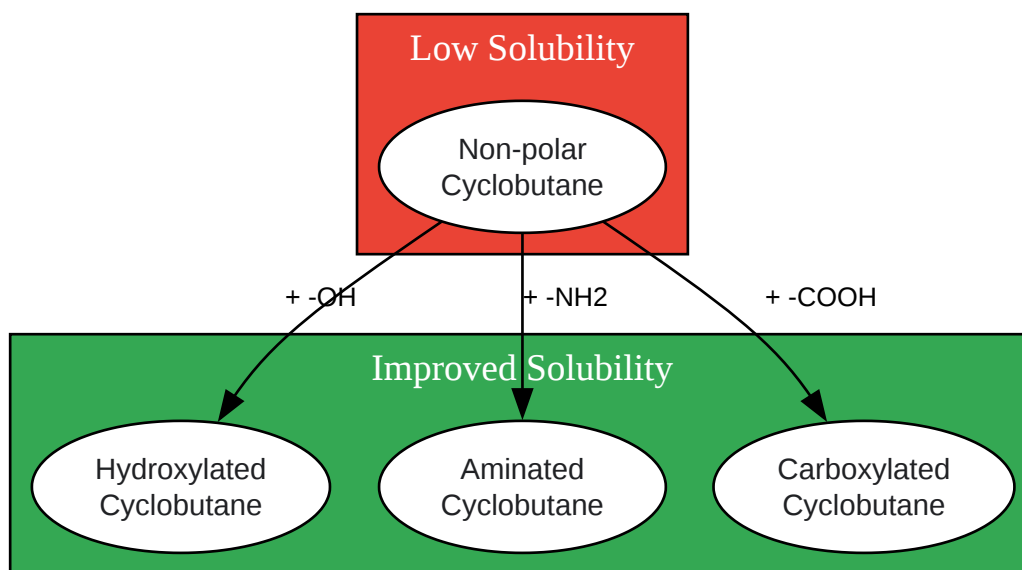 Low Solubility
Non-polar
Cyclobutane
+ -OH
+ -NH2
+ -COOH
Improved Solubility
Hydroxylated
Cyclobutane
Aminated
Cyclobutane
Carboxylated
Cyclobutane